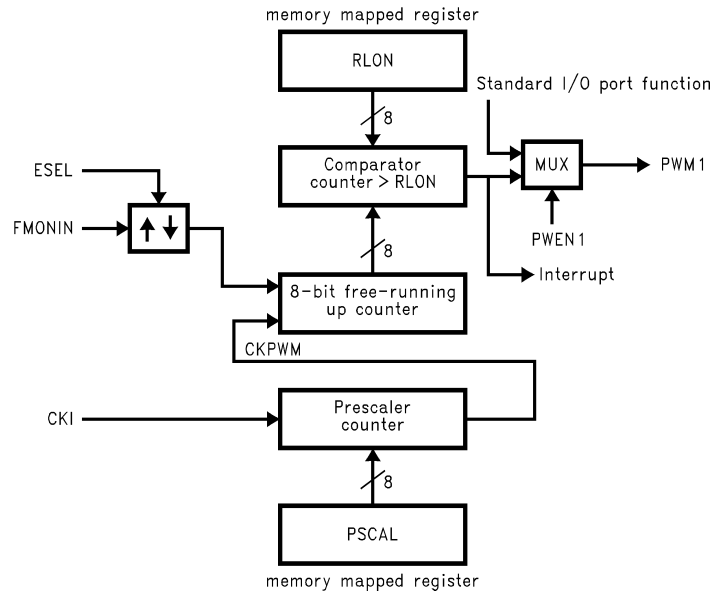 memory mapped register
RLON
8
Standard I/O port function
Comparator
counter > RLON
MUX
PWM1
ESEL
FMONIN
PWEN1
8
Interrupt
8-bit free-running
up counter
CKPWM
CKI
Prescaler
counter
8
PSCAL
memory mapped register